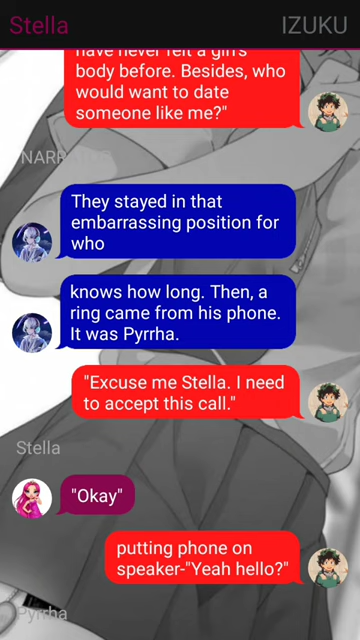 Stella
IZUKU
have never felt a girl's
body before. Besides, who
would want to date
someone like me?"
NARRATOR
They stayed in that
embarrassing position for
who
knows how long. Then, a
ring came from his phone.
It was Pyrrha.
"Excuse me Stella. I need
to accept this call."
Stella
"Okay"
putting phone on
speaker-"Yeah hello?"
Pyrrha